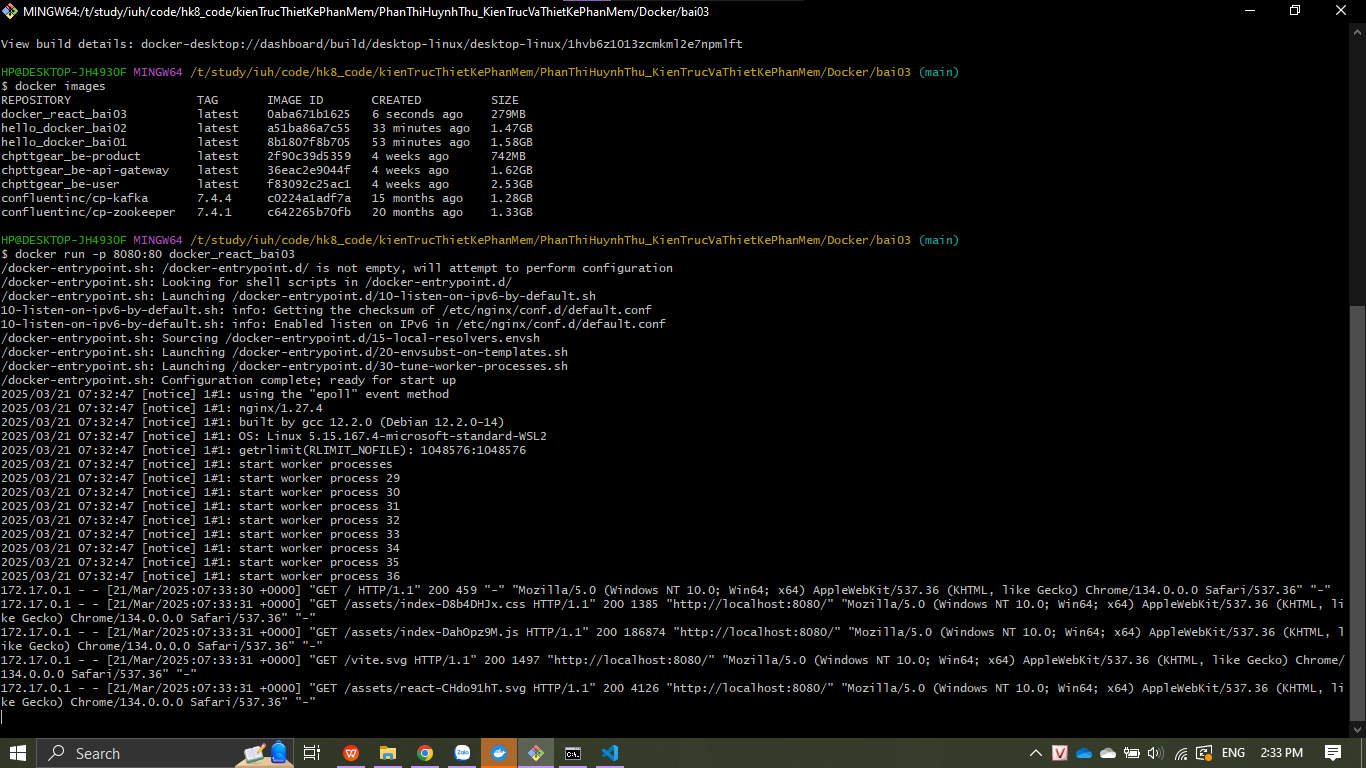 MINGW64:/t/study/iuh/code/hk8_code/kienTrucThietKePhanMem/PhanThiHuynhThu_KienTrucVaThietKePhanMem/Docker/bai03
View build details: docker-desktop://dashboard/build/desktop-linux/desktop-linux/1hvb6z1013zcmkml2e7npmlft
HP@DESKTOP-JH493OF MINGW64 /t/study/iuh/code/hk8_code/kienTrucThietKePhanMem/PhanThiHuynhThu_KienTrucVaThietKePhanMem/Docker/bai03 (main)
$ docker images
REPOSITORY TAG IMAGE ID CREATED SIZE
docker_react_bai03 latest 0aba671b1625 6 seconds ago 279MB
hello_docker_bai02 latest a51ba86a7c55 33 minutes ago 1.47GB
hello_docker_bai01 latest 8b1807f8b705 53 minutes ago 1.58GB
chpttgear_be-product latest 2f90c39d5359 4 weeks ago 742MB
chpttgear_be-api-gateway latest 36eac2e9044f 4 weeks ago 1.62GB
chpttgear_be-user latest f83092c25ac1 4 weeks ago 2.53GB
confluentinc/cp-kafka 7.4.4 c0224a1adf7a 15 months ago 1.28GB
confluentinc/cp-zookeeper 7.4.1 c642265b70fb 20 months ago 1.33GB
HP@DESKTOP-JH493OF MINGW64 /t/study/iuh/code/hk8_code/kienTrucThietKePhanMem/PhanThiHuynhThu_KienTrucVaThietKePhanMem/Docker/bai03 (main)
$ docker run -p 8080:80 docker_react_bai03
/docker-entrypoint.sh: /docker-entrypoint.d/ is not empty, will attempt to perform configuration
/docker-entrypoint.sh: Looking for shell scripts in /docker-entrypoint.d/
/docker-entrypoint.sh: Launching /docker-entrypoint.d/10-listen-on-ipv6-by-default.sh
10-listen-on-ipv6-by-default.sh: info: Getting the checksum of /etc/nginx/conf.d/default.conf
10-listen-on-ipv6-by-default.sh: info: Enabled listen on IPv6 in /etc/nginx/conf.d/default.conf
/docker-entrypoint.sh: Sourcing /docker-entrypoint.d/15-local-resolvers.envsh
/docker-entrypoint.sh: Launching /docker-entrypoint.d/20-envsubst-on-templates.sh
/docker-entrypoint.sh: Launching /docker-entrypoint.d/30-tune-worker-processes.sh
/docker-entrypoint.sh: Configuration complete; ready for start up
2025/03/21 07:32:47 [notice] 1#1: using the "epoll" event method
2025/03/21 07:32:47 [notice] 1#1: nginx/1.27.4
2025/03/21 07:32:47 [notice] 1#1: built by gcc 12.2.0 (Debian 12.2.0-14)
2025/03/21 07:32:47 [notice] 1#1: OS: Linux 5.15.167.4-microsoft-standard-WSL2
2025/03/21 07:32:47 [notice] 1#1: getrlimit(RLIMIT_NOFILE): 1048576:1048576
2025/03/21 07:32:47 [notice] 1#1: start worker processes
2025/03/21 07:32:47 [notice] 1#1: start worker process 29
2025/03/21 07:32:47 [notice] 1#1: start worker process 30
2025/03/21 07:32:47 [notice] 1#1: start worker process 31
2025/03/21 07:32:47 [notice] 1#1: start worker process 32
2025/03/21 07:32:47 [notice] 1#1: start worker process 33
2025/03/21 07:32:47 [notice] 1#1: start worker process 34
2025/03/21 07:32:47 [notice] 1#1: start worker process 35
2025/03/21 07:32:47 [notice] 1#1: start worker process 36
172.17.0.1 - - [21/Mar/2025:07:33:30 +0000] "GET / HTTP/1.1" 200 459 "-" "Mozilla/5.0 (Windows NT 10.0; Win64; x64) AppleWebKit/537.36 (KHTML, like Gecko) Chrome/134.0.0.0 Safari/537.36" "-"
172.17.0.1 - - [21/Mar/2025:07:33:31 +0000] "GET /assets/index-D8b4DHJx.css HTTP/1.1" 200 1385 "http://localhost:8080/" "Mozilla/5.0 (Windows NT 10.0; Win64; x64) AppleWebKit/537.36 (KHTML, li
ke Gecko) Chrome/134.0.0.0 Safari/537.36" "-"
172.17.0.1 - - [21/Mar/2025:07:33:31 +0000] "GET /assets/index-DahOpz9M.js HTTP/1.1" 200 186874 "http://localhost:8080/" "Mozilla/5.0 (Windows NT 10.0; Win64; x64) AppleWebKit/537.36 (KHTML, l
ike Gecko) Chrome/134.0.0.0 Safari/537.36" "-"
172.17.0.1 - - [21/Mar/2025:07:33:31 +0000] "GET /vite.svg HTTP/1.1" 200 1497 "http://localhost:8080/" "Mozilla/5.0 (Windows NT 10.0; Win64; x64) AppleWebKit/537.36 (KHTML, like Gecko) Chrome/
134.0.0.0 Safari/537.36" "-"
172.17.0.1 - - [21/Mar/2025:07:33:31 +0000] "GET /assets/react-CHdo91hT.svg HTTP/1.1" 200 4126 "http://localhost:8080/" "Mozilla/5.0 (Windows NT 10.0; Win64; x64) AppleWebKit/537.36 (KHTML, li
ke Gecko) Chrome/134.0.0.0 Safari/537.36" "-"
Search
Zalo
ENG
2:33 PM